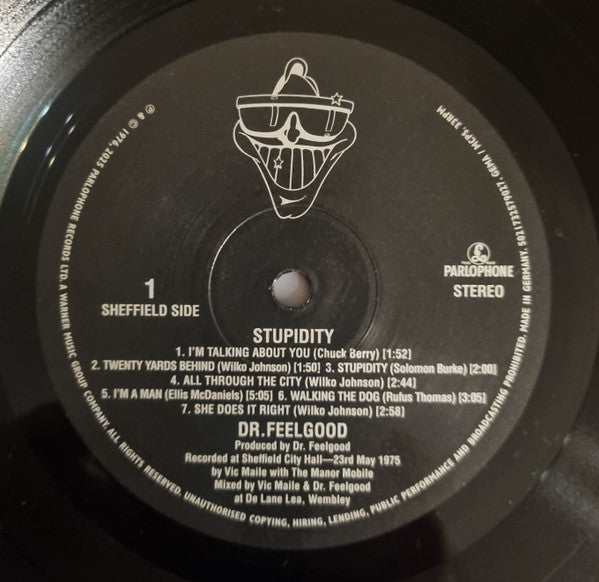 PARLOPHONE
STEREO
1
SHEFFIELD SIDE
STUPIDITY
1. I'M TALKING ABOUT YOU (Chuck Berry) [1:52]
2. TWENTY YARDS BEHIND (Wilko Johnson) [1:50] 3. STUPIDITY (Solomon Burke) [2:00]
4. ALL THROUGH THE CITY (Wilko Johnson) [2:44]
5. I'M A MAN (Ellis McDaniels) [5:05] 6. WALKING THE DOG (Rufus Thomas) [3:05]
7. SHE DOES IT RIGHT (Wilko Johnson) [2:58]
DR.FEELGOOD
Produced by Dr. Feelgood
Recorded at Sheffield City Hall—23rd May 1975
by Vic Maile with The Manor Mobile
Mixed by Vic Maile & Dr. Feelgood
at De Lane Lea, Wembley
℗ & © 1976, 2025 PARLOPHONE RECORDS LTD. A WARNER MUSIC GROUP COMPANY. ALL RIGHTS RESERVED. UNAUTHORISED COPYING, HIRING, LENDING, PUBLIC PERFORMANCE AND BROADCASTING PROHIBITED. MADE IN GERMANY. 5021732579027. GEMA / MCPS. 33RPM